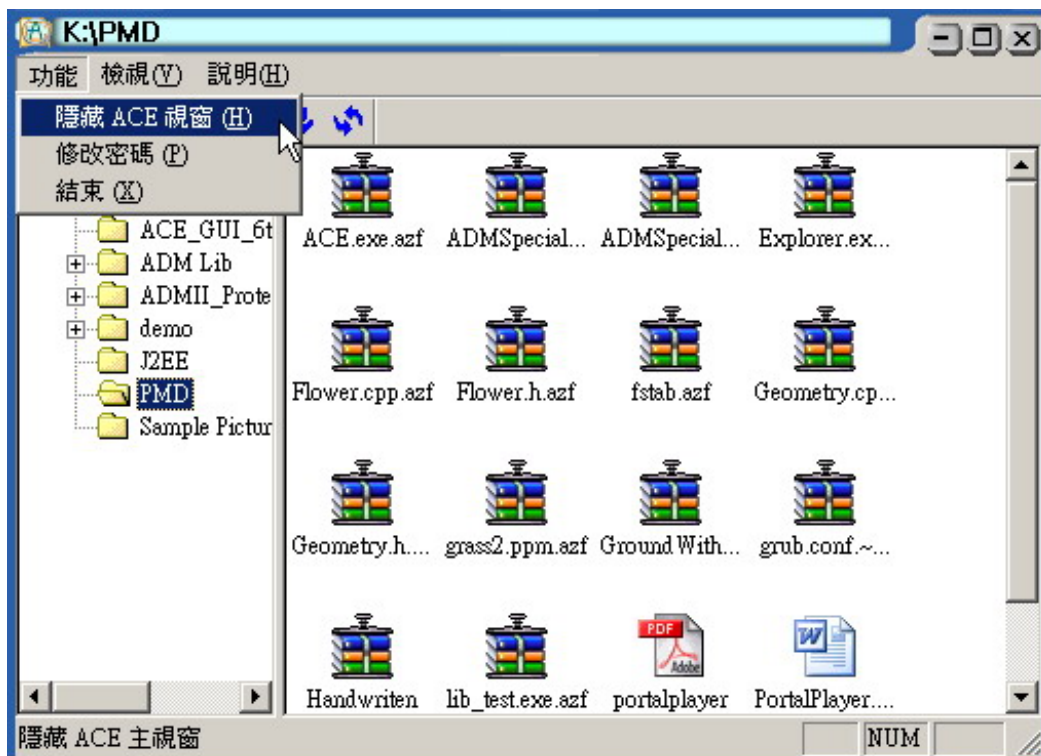 K:\PMD
功能 檢視(V) 說明(H)
隱藏 ACE 視窗 (H)
修改密碼 (P)
結束 (X)
ACE_GUI_6t
ADM Lib
ADMII_Prote
demo
J2EE
PMD
Sample Pictur
ACE.exe.azf ADMSpecial... ADMSpecial... Explorer.ex...
Flower.cpp.azf Flower.h.azf fstab.azf Geometry.cp...
Geometry.h.... grass2.ppm.azf Ground With... grub.conf.~...
PDF
Adobe
W
Handwriten lib_test.exe.azf portalplayer PortalPlayer....
隱藏 ACE 主視窗
NUM